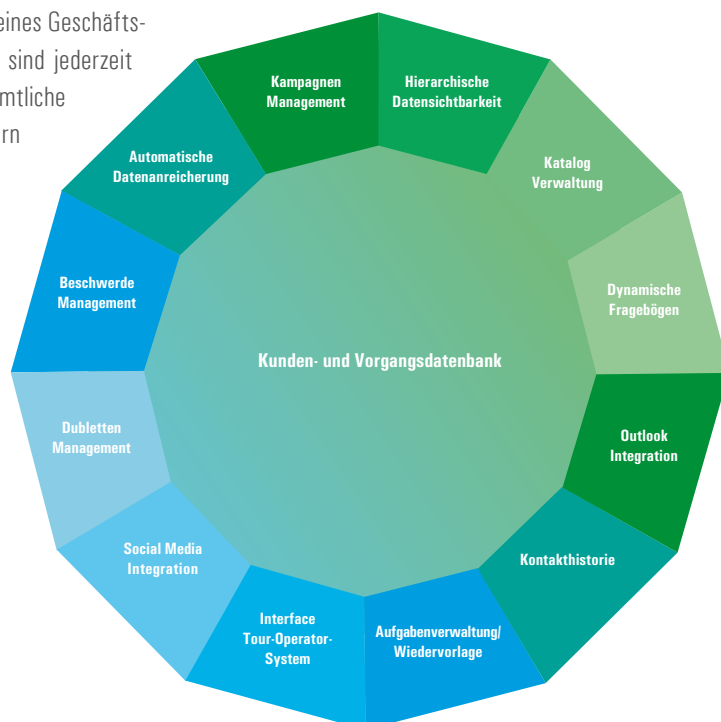 eines Geschäfts-
sind jederzeit
mtliche
rn
Kampagnen
Management
Hierarchische
Datensichtbarkeit
Katalog
Verwaltung
Dynamische
Fragebögen
Outlook
Integration
Kontakthistorie
Aufgabenverwaltung/
Wiedervorlage
Interface
Tour-Operator-
System
Social Media
Integration
Dubletten
Management
Beschwerde
Management
Automatische
Datenanreicherung
Kunden- und Vorgangsdatenbank